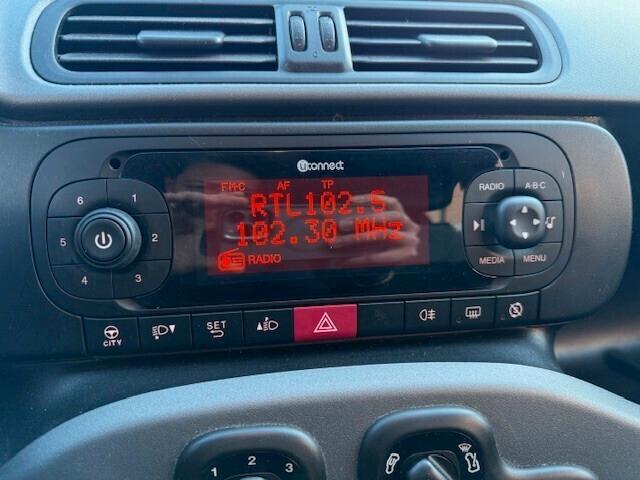 uconnect
FM-C AF TP
RTL102.5
102.30 MHz
RADIO
6 1
5 2
4 3
RADIO A·B·C
MEDIA MENU
CITY
SET
1 2 3